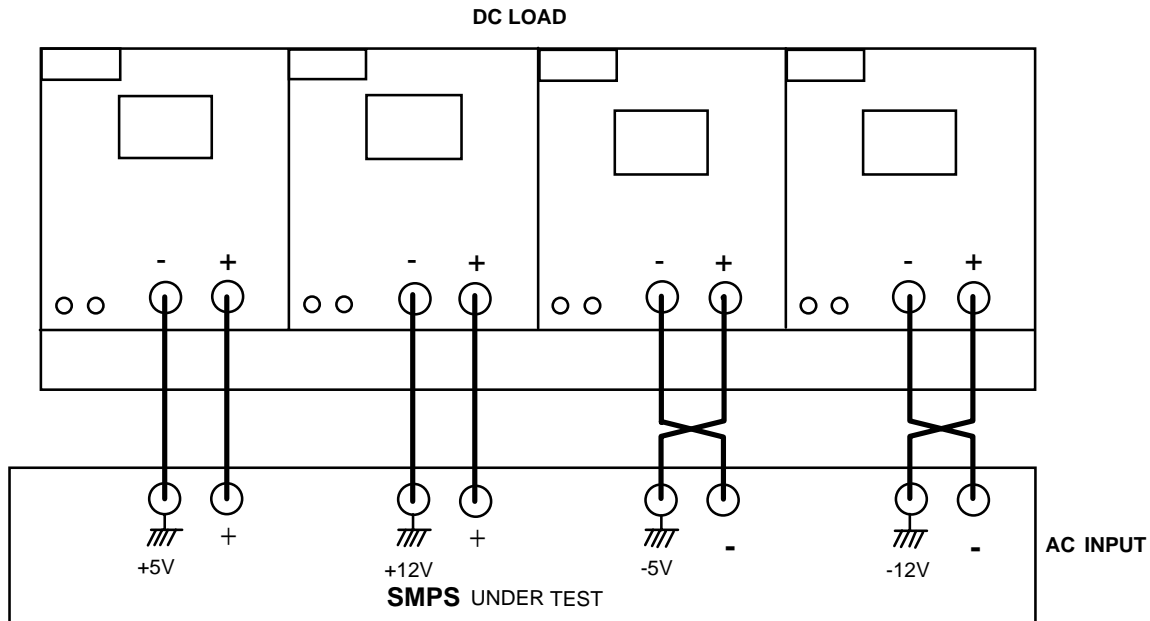 DC LOAD
- + - + - + - +
+ + - -
+5V +12V -5V -12V
AC INPUT
SMPS UNDER TEST